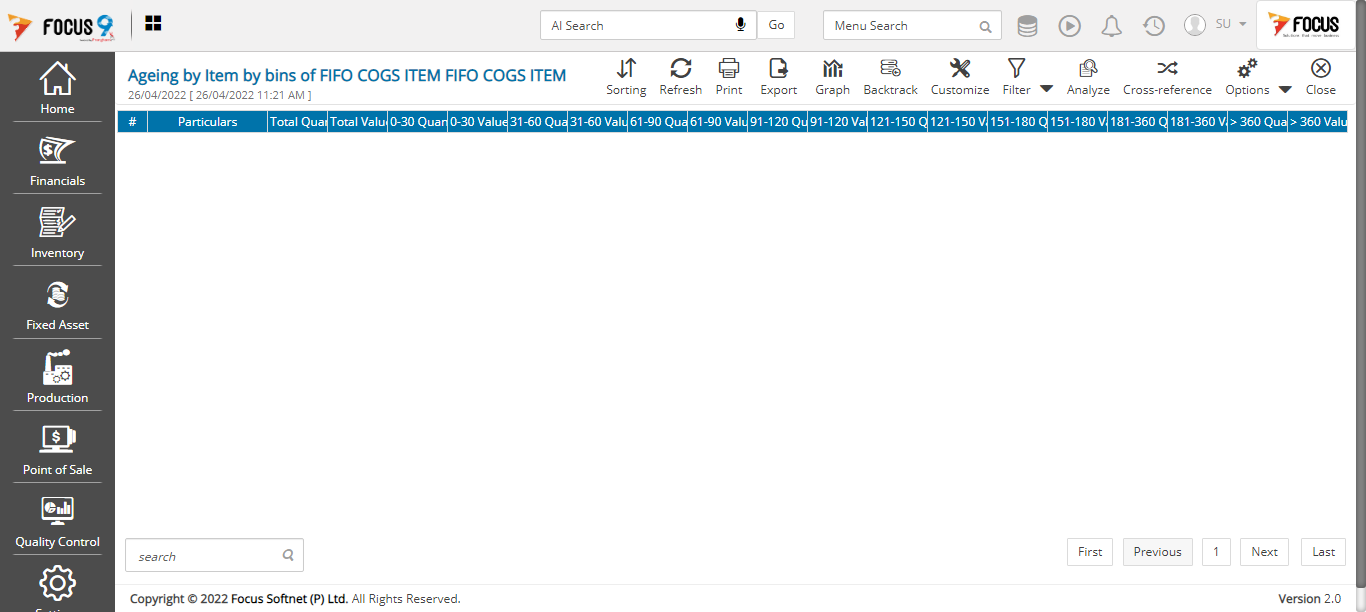 FOCUS 9
AI Search
Go
Menu Search
SU
FOCUS
Home
Financials
Inventory
Fixed Asset
Production
Point of Sale
Quality Control
Ageing by Item by bins of FIFO COGS ITEM FIFO COGS ITEM
26/04/2022 [ 26/04/2022 11:21 AM ]
Sorting Refresh Print Export Graph Backtrack Customize Filter Analyze Cross-reference Options Close
# Particulars Total Quan Total Value 0-30 Quan 0-30 Value 31-60 Qua 31-60 Valu 61-90 Qua 61-90 Valu 91-120 Qu 91-120 Val 121-150 Q 121-150 Va 151-180 Q 151-180 Va 181-360 Q 181-360 Va > 360 Qua > 360 Valu
search
First Previous 1 Next Last
Copyright © 2022 Focus Softnet (P) Ltd. All Rights Reserved.
Version 2.0